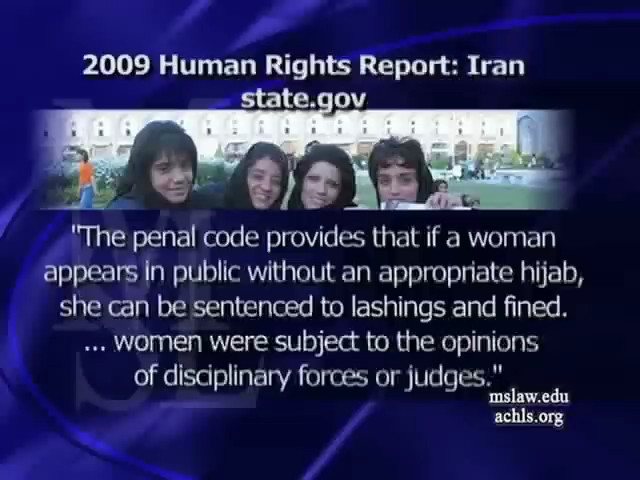 2009 Human Rights Report: Iran
state.gov
"The penal code provides that if a woman
appears in public without an appropriate hijab,
she can be sentenced to lashings and fined.
... women were subject to the opinions
of disciplinary forces or judges."
mslaw.edu
achls.org